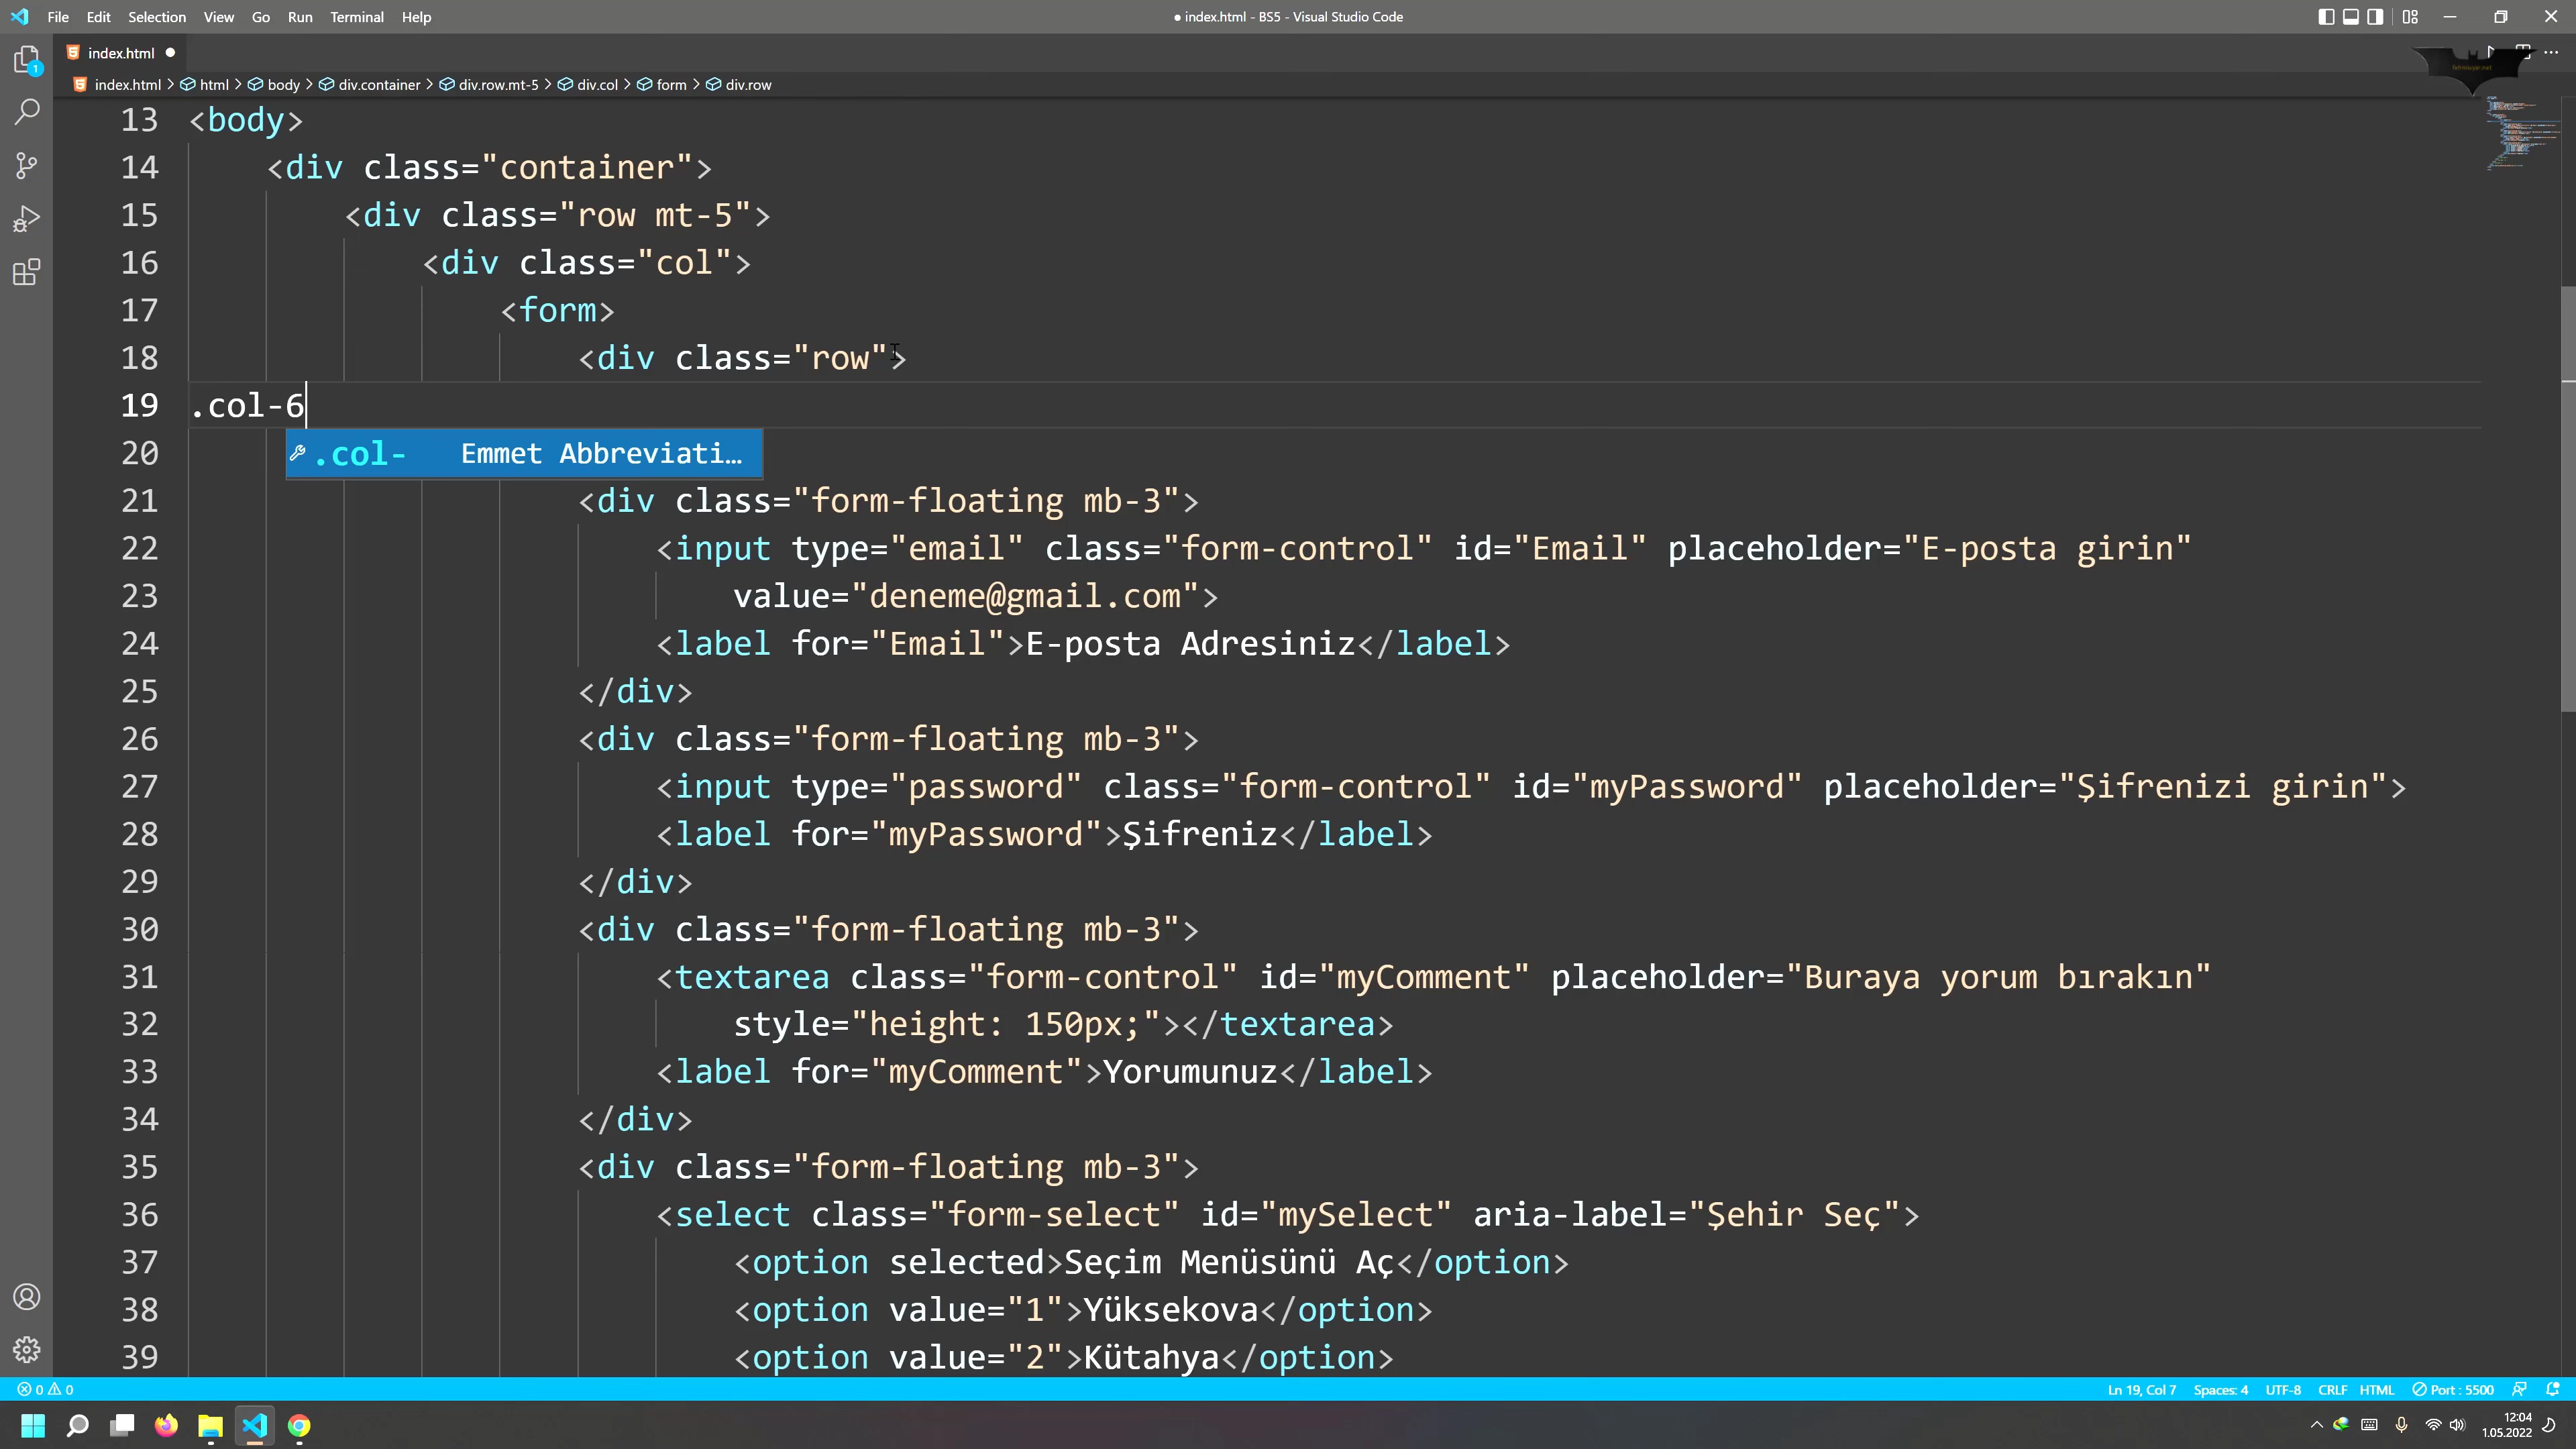 File Edit Selection View Go Run Terminal Help
● index.html - BS5 - Visual Studio Code
index.html ●
index.html > html > body > div.container > div.row.mt-5 > div.col > form > div.row
13 <body>
14 <div class="container">
15 <div class="row mt-5">
16 <div class="col">
17 <form>
18 <div class="row">
19 .col-6
20 .col- Emmet Abbreviati…
21 <div class="form-floating mb-3">
22 <input type="email" class="form-control" id="Email" placeholder="E-posta girin"
23 value="deneme@gmail.com">
24 <label for="Email">E-posta Adresiniz</label>
25 </div>
26 <div class="form-floating mb-3">
27 <input type="password" class="form-control" id="myPassword" placeholder="Şifrenizi girin">
28 <label for="myPassword">Şifreniz</label>
29 </div>
30 <div class="form-floating mb-3">
31 <textarea class="form-control" id="myComment" placeholder="Buraya yorum bırakın"
32 style="height: 150px;"></textarea>
33 <label for="myComment">Yorumunuz</label>
34 </div>
35 <div class="form-floating mb-3">
36 <select class="form-select" id="mySelect" aria-label="Şehir Seç">
37 <option selected>Seçim Menüsünü Aç</option>
38 <option value="1">Yüksekova</option>
39 <option value="2">Kütahya</option>
1
0 0
Ln 19, Col 7 Spaces: 4 UTF-8 CRLF HTML Port : 5500
12:04
1.05.2022